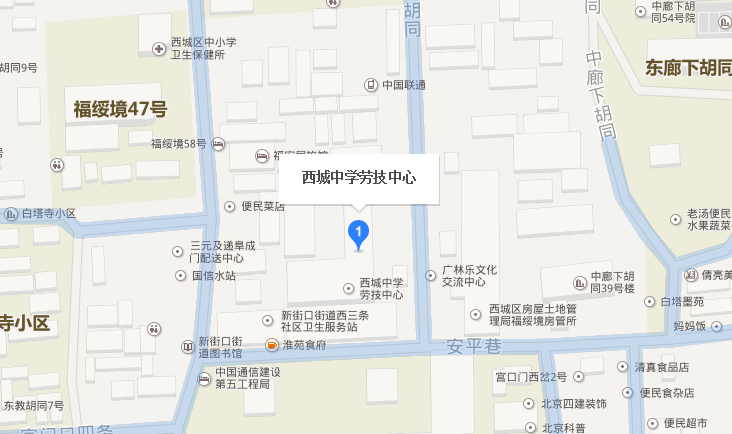 胡
同
同
中廊下胡
同54号院
西城区中小学
卫生保健所
胡同9号
东廊下胡同
中国联通
福绥境47号
中廊下胡同
福绥境58号
西城中学劳技中心
白塔寺小区
便民菜店
老汤便民
水果蔬菜
1
三元及递阜成
门配送中心
国信水站
广林乐文化
交流中心
中廊下胡
同39号楼
倩亮美
西城中学
劳技中心
白塔墨苑
寺小区
新街口街道西三条
社区卫生服务站
西城区房屋土地管
理局福绥境房管所
妈妈饭
新街口街
道图书馆
淮苑食府
安平巷
清真食品店
中国通信建设
第五工程局
宫门口西岔2号
便民食杂店
东教胡同7号
北京四建装饰
北京科普
便民超市